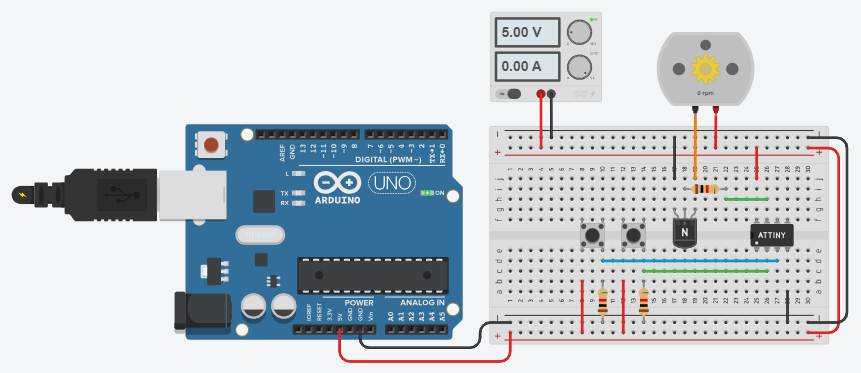 5.00 V
0.00 A
0 rpm
AREF
GND
13
12
~11
~10
~9
8
7
~6
~5
4
~3
2
TX→1
RX←0
DIGITAL (PWM~)
L
TX
RX
ARDUINO
UNO
ON
POWER
ANALOG IN
IOREF
RESET
3.3V
5V
GND
GND
Vin
A0
A1
A2
A3
A4
A5
N
ATTINY
j
i
h
g
f
e
d
c
b
a